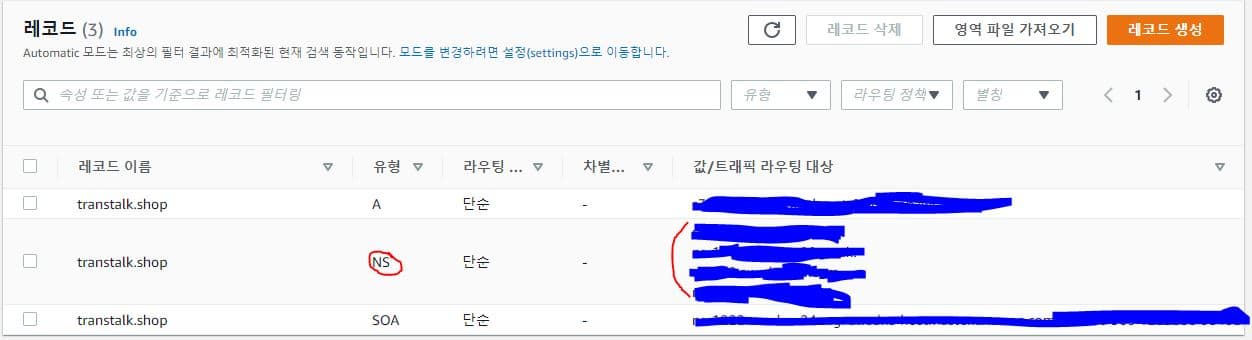 레코드 (3) Info
레코드 삭제
영역 파일 가져오기
레코드 생성
Automatic 모드는 최상의 필터 결과에 최적화된 현재 검색 동작입니다. 모드를 변경하려면 설정(settings)으로 이동합니다.
속성 또는 값을 기준으로 레코드 필터링
유형
라우팅 정책
별칭
1
레코드 이름 유형 라우팅 ... 차별... 값/트래픽 라우팅 대상
transtalk.shop A 단순 -
transtalk.shop NS 단순 -
transtalk.shop SOA 단순 -